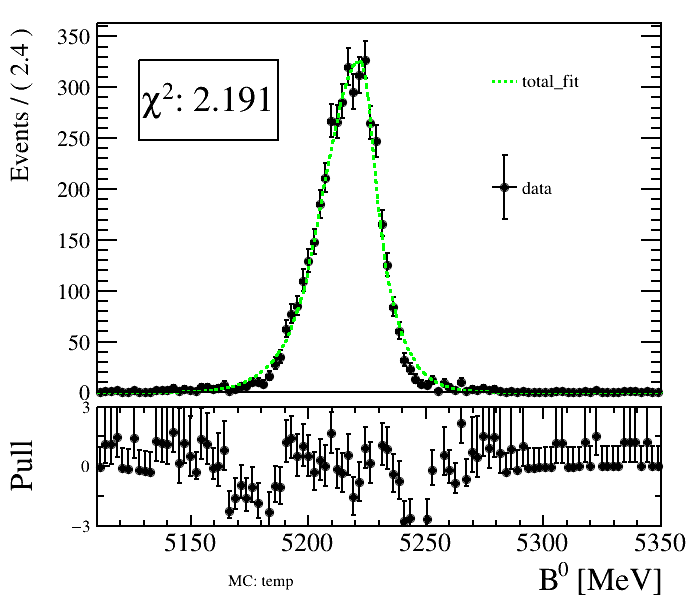 Events / ( 2.4 )
350
300
250
200
150
100
50
0
χ²: 2.191
total_fit
data
Pull
3
0
−3
5150
5200
5250
5300
5350
MC: temp
B⁰ [MeV]